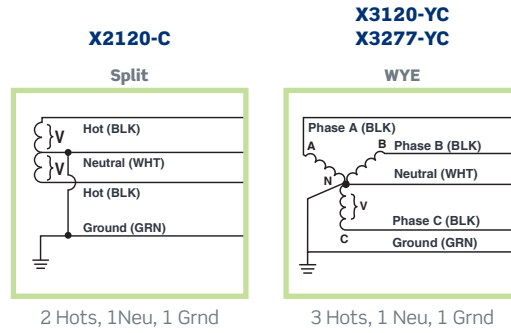 X2120-C
Split
V
Hot (BLK)
V
Neutral (WHT)
Hot (BLK)
Ground (GRN)
2 Hots, 1Neu, 1 Grnd
X3120-YC
X3277-YC
WYE
Phase A (BLK)
A
B
Phase B (BLK)
N
Neutral (WHT)
V
Phase C (BLK)
C
Ground (GRN)
3 Hots, 1 Neu, 1 Grnd